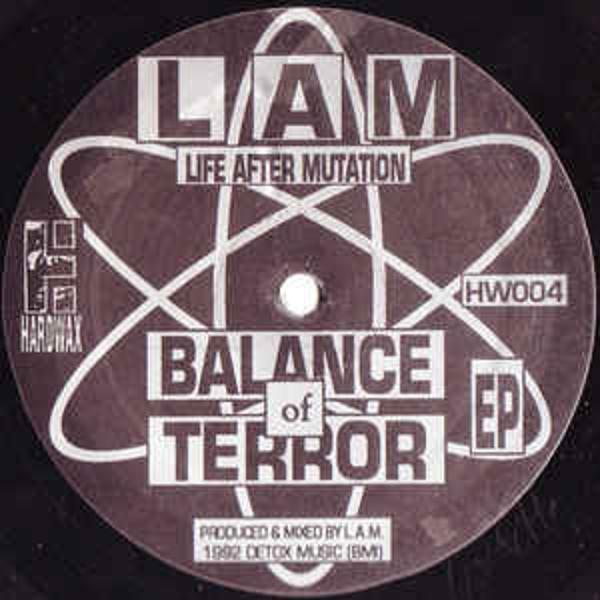 L A M
LIFE AFTER MUTATION
HARDWAX
HW004
BALANCE
of
TERROR
EP
PRODUCED & MIXED BY L.A.M.
1992 DETOX MUSIC (BMI)